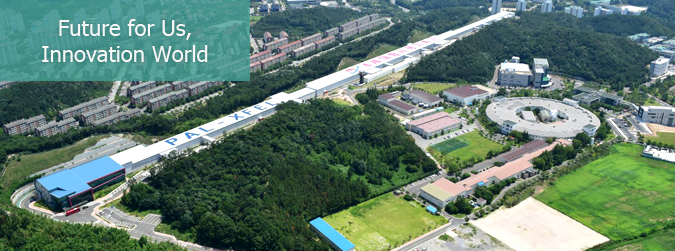 Future for Us,
Innovation World
PAL-XFEL